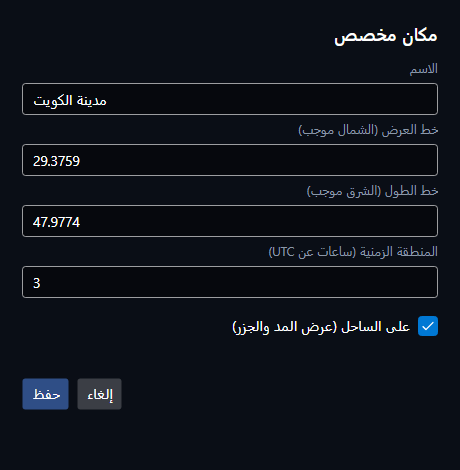 مكان مخصص
الاسم
مدينة الكويت
خط العرض (الشمال موجب)
29.3759
خط الطول (الشرق موجب)
47.9774
المنطقة الزمنية (ساعات عن UTC)
3
على الساحل (عرض المد والجزر)
إلغاء
حفظ